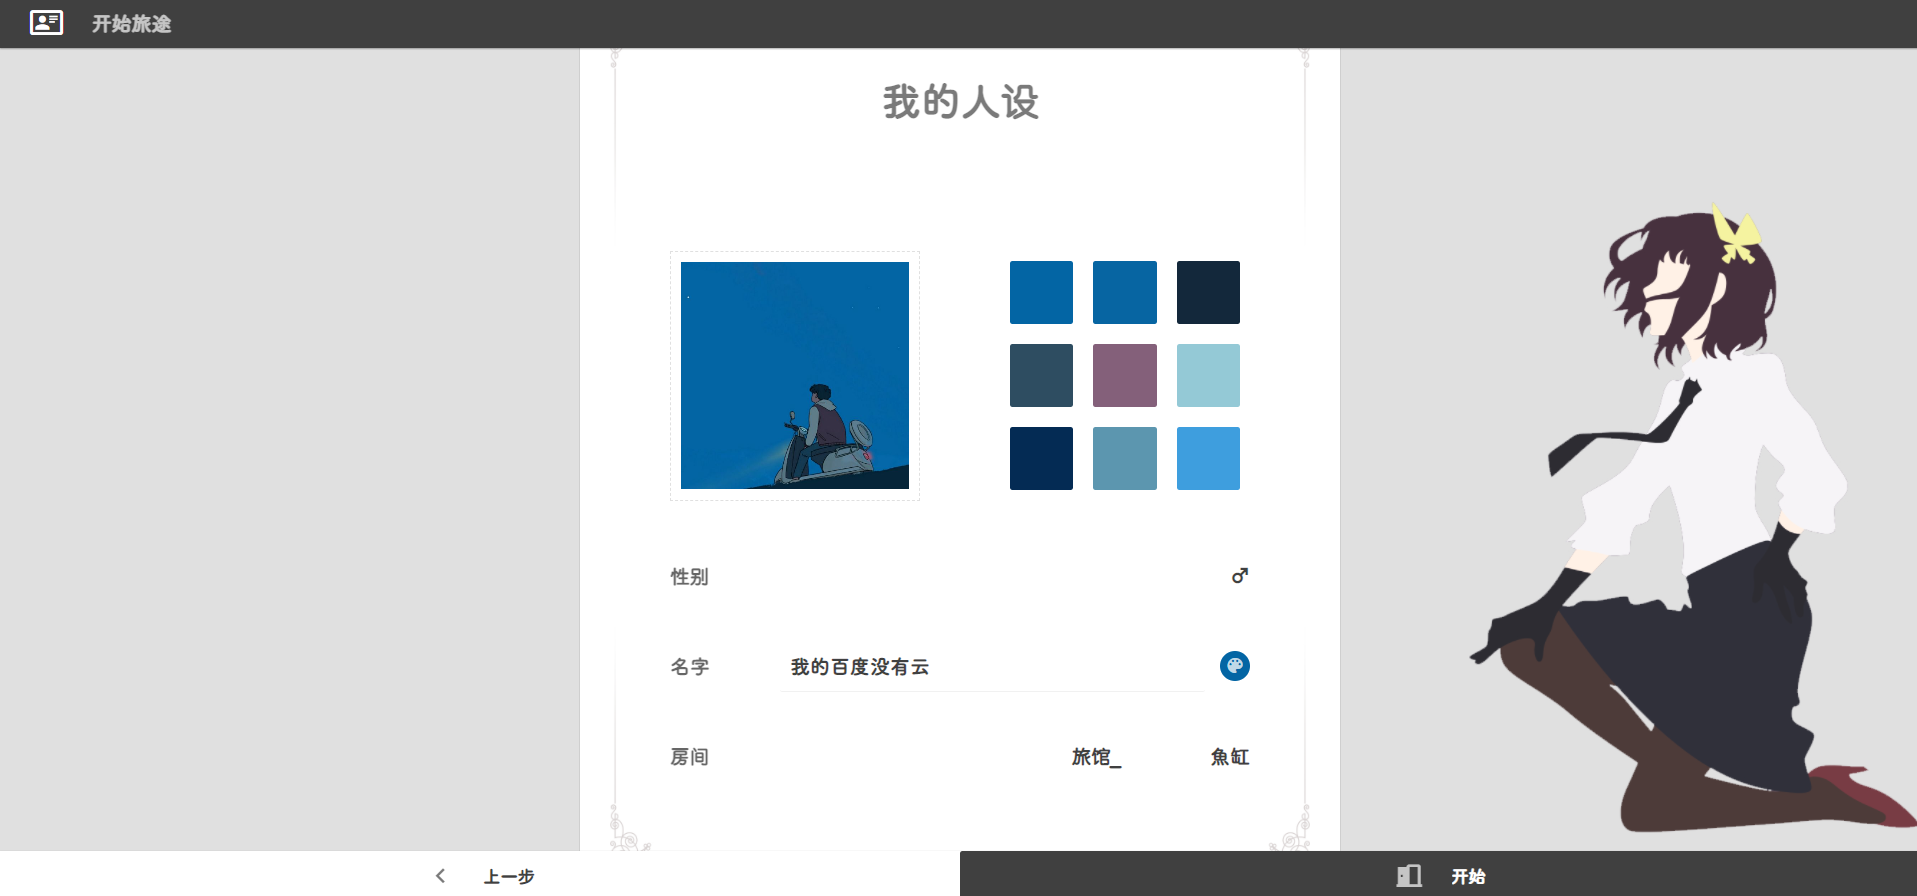 开始旅途
我的人设
性别 ♂
名字 我的百度没有云
房间 旅馆_ 魚缸
上一步 开始